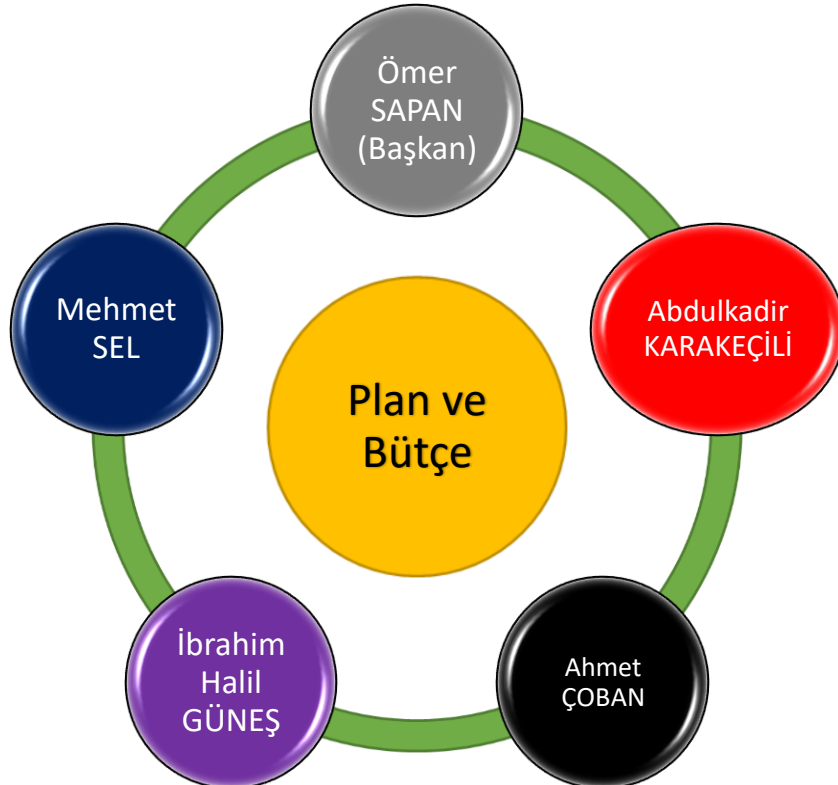 Ömer
SAPAN
(Başkan)
Abdulkadir
KARAKEÇİLİ
Ahmet
ÇOBAN
İbrahim
Halil
GÜNEŞ
Mehmet
SEL
Plan ve
Bütçe